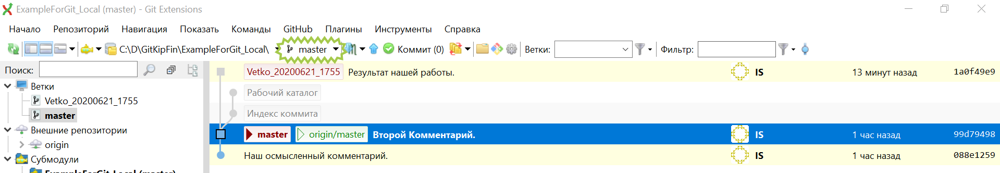 ExampleForGit_Local (master) - Git Extensions
Начало Репозиторий Навигация Показать Команды GitHub Плагины Инструменты Справка
C:\D\GitKipFin\ExampleForGit_Local\ master Коммит (0) Ветки: Фильтр:
Поиск:
Ветки
Vetko_20200621_1755
master
Внешние репозитории
origin
Субмодули
ExampleForGit_Local (master)
Vetko_20200621_1755 Результат нашей работы. IS 13 минут назад 1a0f49e9
Рабочий каталог
Индекс коммита
master origin/master Второй Комментарий. IS 1 час назад 99d79498
Наш осмысленный комментарий. IS 1 час назад 088e1259